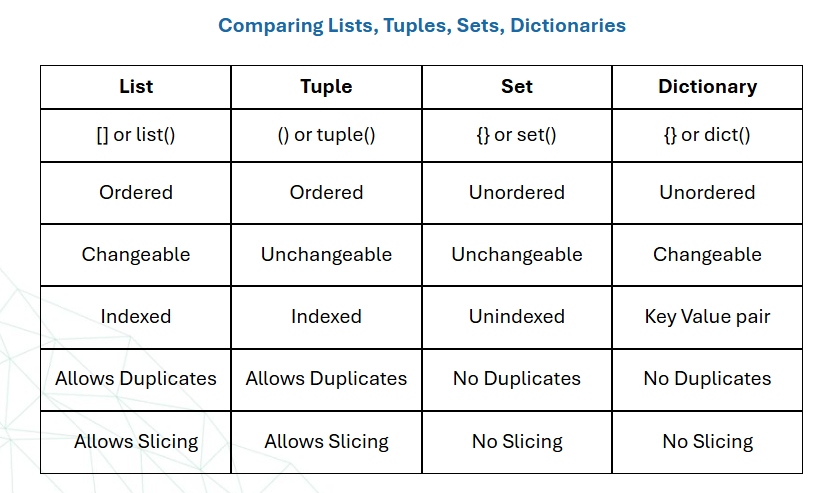 Comparing Lists, Tuples, Sets, Dictionaries
List Tuple Set Dictionary
[] or list() () or tuple() {} or set() {} or dict()
Ordered Ordered Unordered Unordered
Changeable Unchangeable Unchangeable Changeable
Indexed Indexed Unindexed Key Value pair
Allows Duplicates Allows Duplicates No Duplicates No Duplicates
Allows Slicing Allows Slicing No Slicing No Slicing